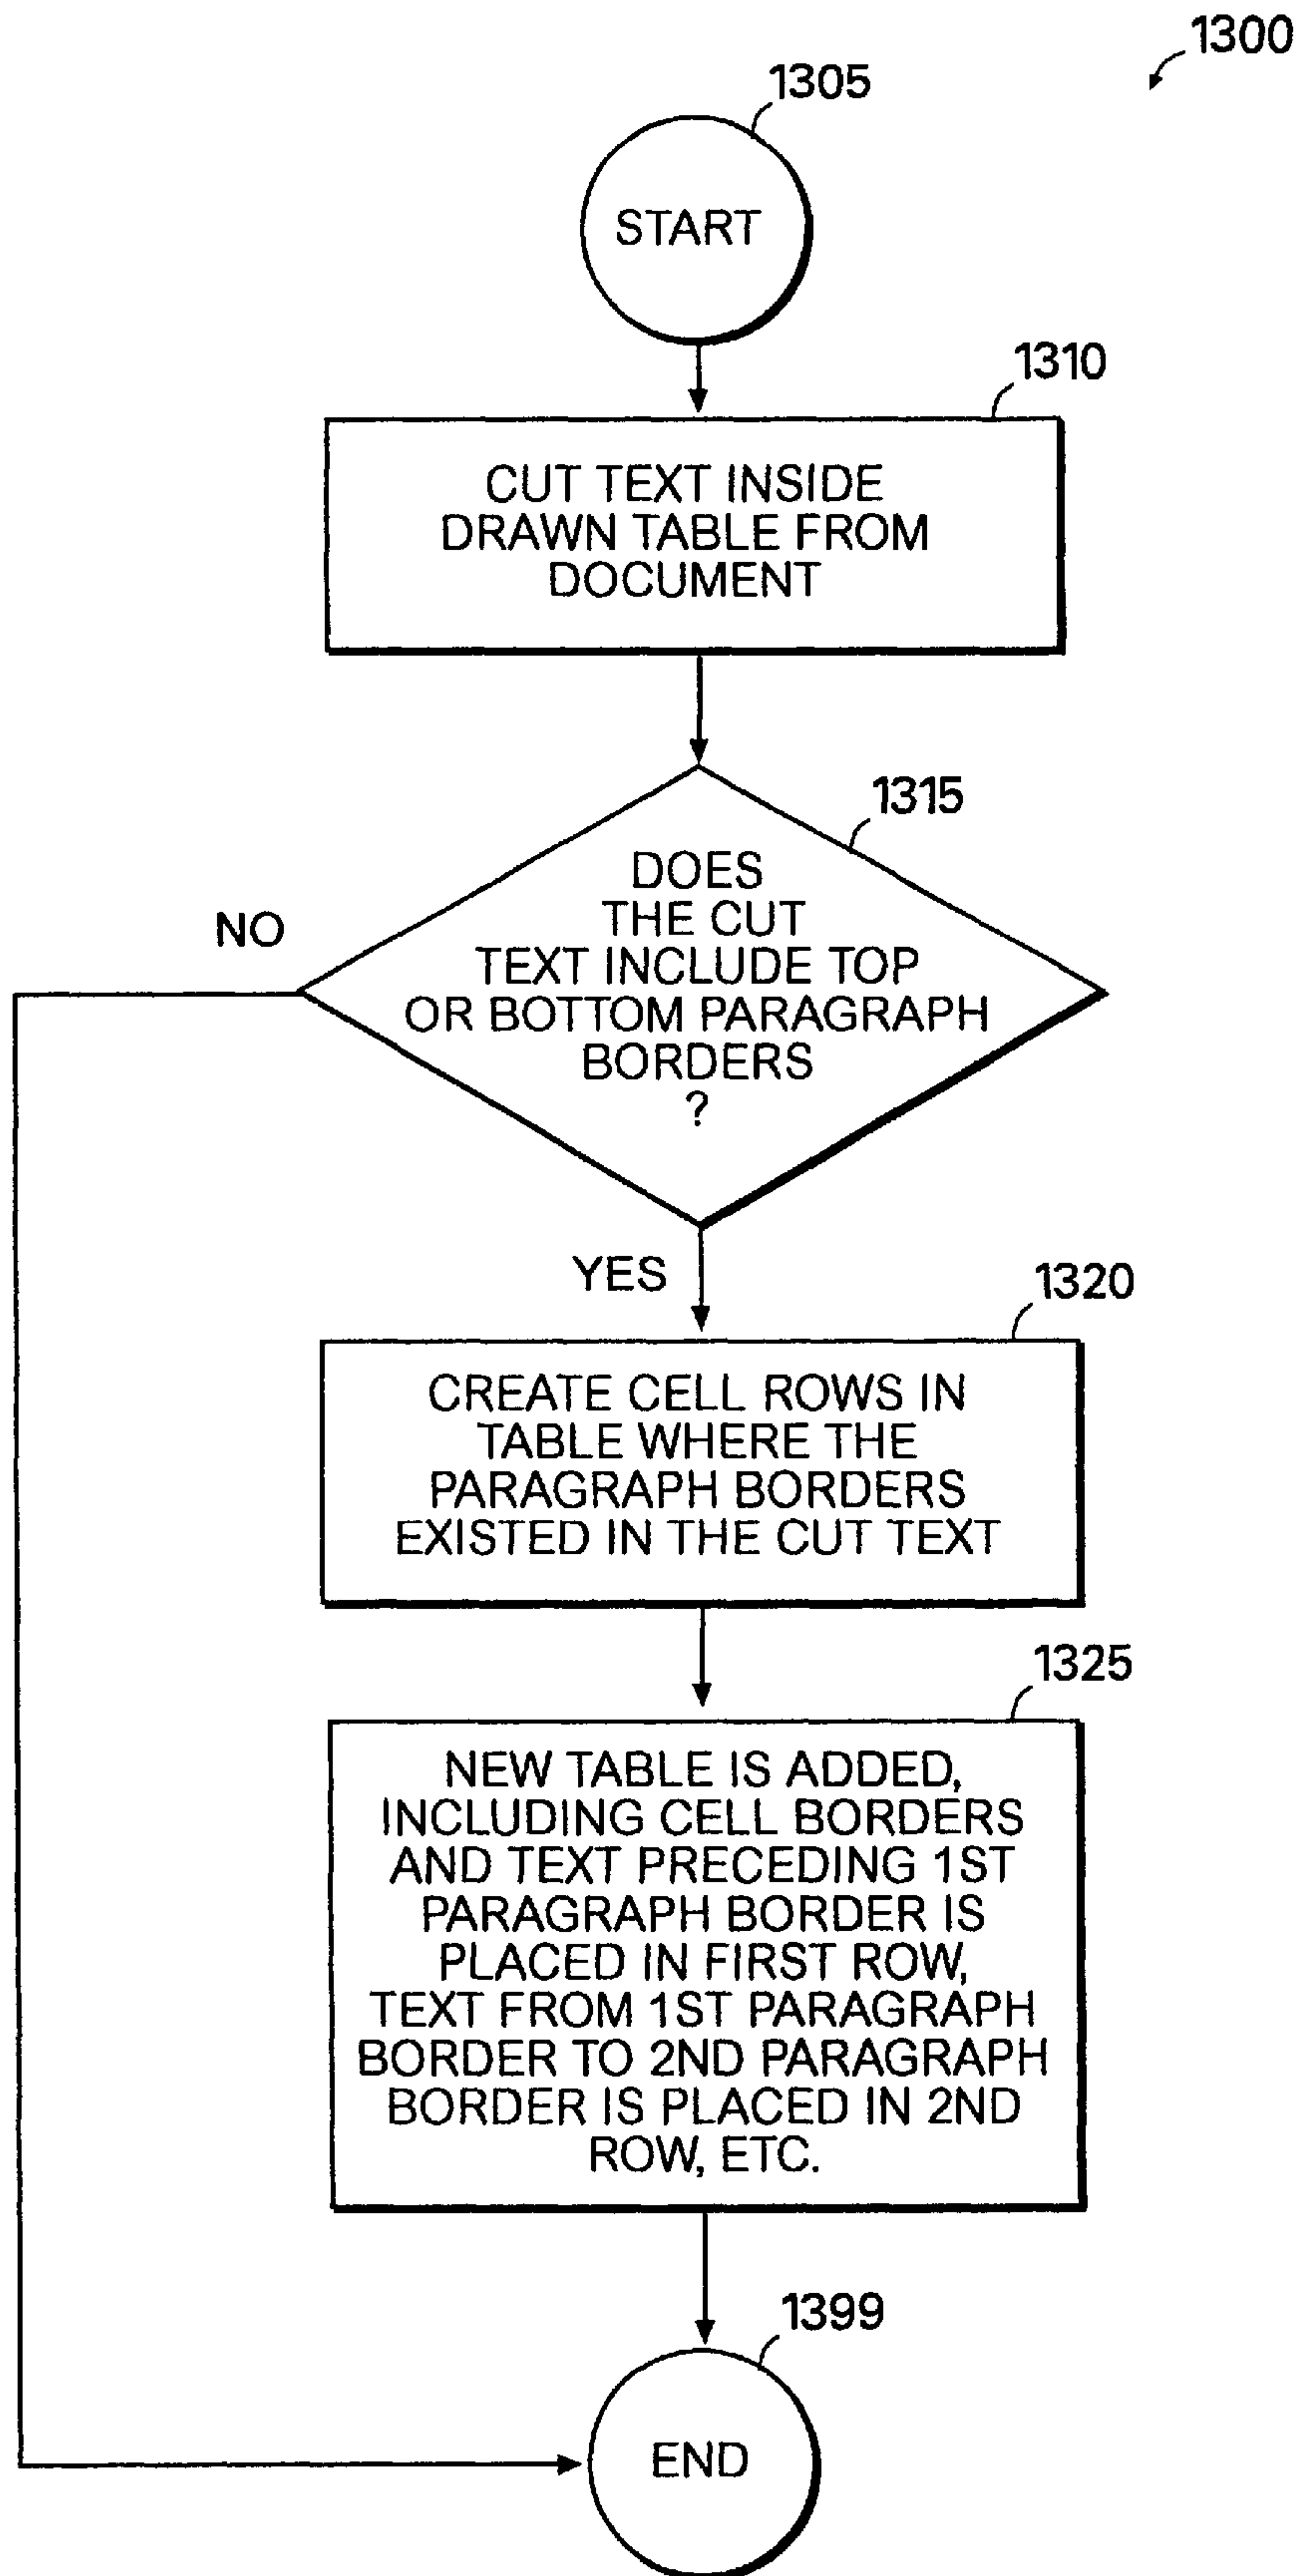 1300
1305
START
1310
CUT TEXT INSIDE
DRAWN TABLE FROM
DOCUMENT
1315
DOES
THE CUT
TEXT INCLUDE TOP
OR BOTTOM PARAGRAPH
BORDERS
?
NO
YES
1320
CREATE CELL ROWS IN
TABLE WHERE THE
PARAGRAPH BORDERS
EXISTED IN THE CUT TEXT
1325
NEW TABLE IS ADDED,
INCLUDING CELL BORDERS
AND TEXT PRECEDING 1ST
PARAGRAPH BORDER IS
PLACED IN FIRST ROW,
TEXT FROM 1ST PARAGRAPH
BORDER TO 2ND PARAGRAPH
BORDER IS PLACED IN 2ND
ROW, ETC.
1399
END